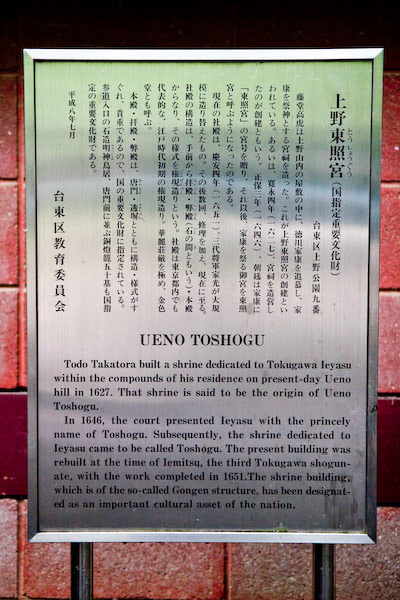 上野東照宮（国指定重要文化財）
とうしょうぐう
台東区上野公園九番
藤堂高虎は上野山内の屋敷の中に、徳川家康を追慕し、家
康を祭神とする宮祠を造った。これが上野東照宮の創建とい
われている。あるいは、寛永四年（一六二七）、宮祠を造営し
たのが創建ともいう。正保三年（一六四六）、朝廷は家康に
「東照宮」の宮号を贈り、それ以後、家康を祭る御宮を東照
宮と呼ぶようになったのである。
現在の社殿は、慶安四年（一六五一）、三代将軍家光が大規
模に造り替えたもの。その後数回、修理を加え、現在に至る。
社殿の構造は、手前から拝殿・弊殿（石の間ともいう）・本殿
からなり、その様式を権現造りという。社殿は東京都内でも
代表的な、江戸時代初期の権現造り。華麗荘厳を極め、金色
堂とも呼ぶ。
本殿・拝殿・弊殿は、唐門・透塀とともに構造・様式がす
ぐれ、貴重であるので、国の重要文化財に指定されている。
参道入口の石造明神鳥居、唐門前に並ぶ銅燈籠五十基も国指
定の重要文化財である。
平成八年七月
台東区教育委員会
UENO TOSHOGU
Todo Takatora built a shrine dedicated to Tokugawa Ieyasu
within the compounds of his residence on present-day Ueno
hill in 1627. That shrine is said to be the origin of Ueno
Toshogu.
In 1646, the court presented Ieyasu with the princely
name of Toshogu. Subsequently, the shrine dedicated to
Ieyasu came to be called Toshogu. The present building was
rebuilt at the time of Iemitsu, the third Tokugawa shogun-
ate, with the work completed in 1651.The shrine building,
which is of the so-called Gongen structure, has been designat-
ed as an important cultural asset of the nation.